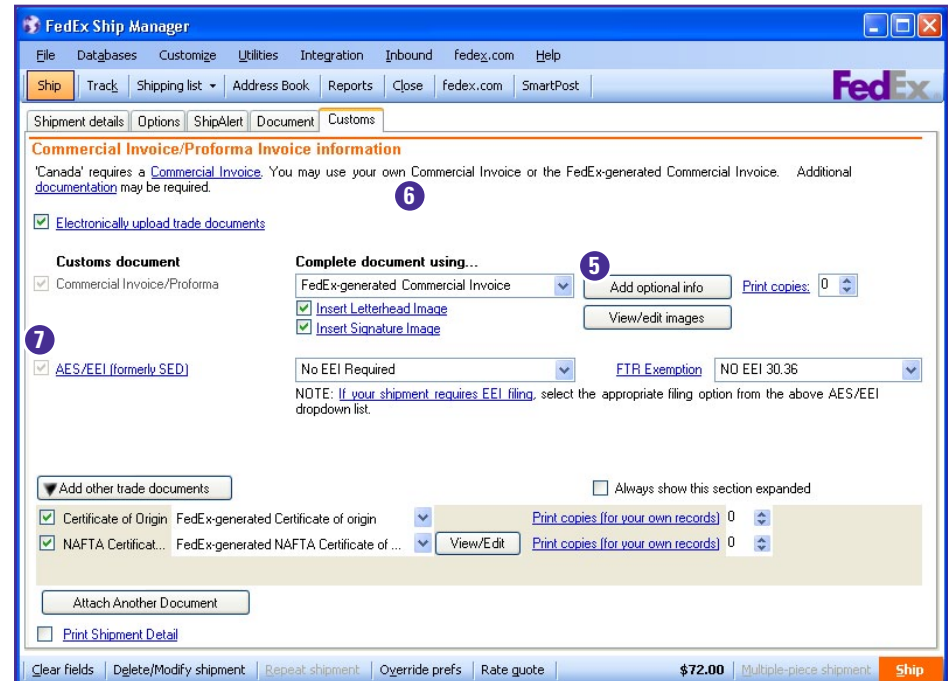 FedEx Ship Manager
File Databases Customize Utilities Integration Inbound fedex.com Help
Ship Track Shipping list Address Book Reports Close fedex.com SmartPost FedEx
Shipment details Options ShipAlert Document Customs
Commercial Invoice/Proforma Invoice information
'Canada' requires a Commercial Invoice. You may use your own Commercial Invoice or the FedEx-generated Commercial Invoice. Additional
documentation may be required.
6
Electronically upload trade documents
Customs document Complete document using...
5
Commercial Invoice/Proforma FedEx-generated Commercial Invoice Add optional info Print copies: 0
Insert Letterhead Image
View/edit images
Insert Signature Image
7
AES/EEI (formerly SED) No EEI Required FTR Exemption NO EEI 30.36
NOTE: If your shipment requires EEI filing, select the appropriate filing option from the above AES/EEI
dropdown list.
Add other trade documents Always show this section expanded
Certificate of Origin FedEx-generated Certificate of origin Print copies (for your own records) 0
NAFTA Certificat... FedEx-generated NAFTA Certificate of ... View/Edit Print copies (for your own records) 0
Attach Another Document
Print Shipment Detail
Clear fields Delete/Modify shipment Repeat shipment Override prefs Rate quote $72.00 Multiple-piece shipment Ship